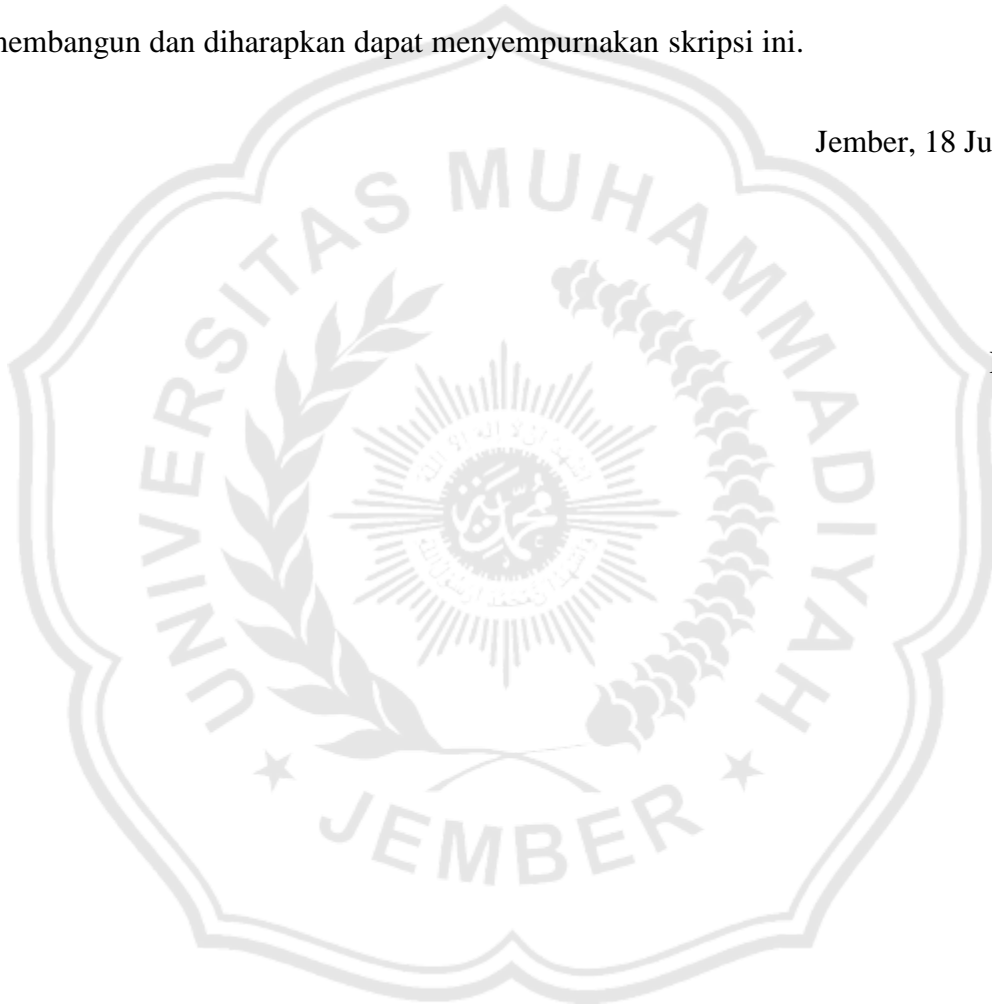 membangun dan diharapkan dapat menyempurnakan skripsi ini.
Jember, 18 Ju
UNIVERSITAS MUHAMMADIYAH
JEMBER